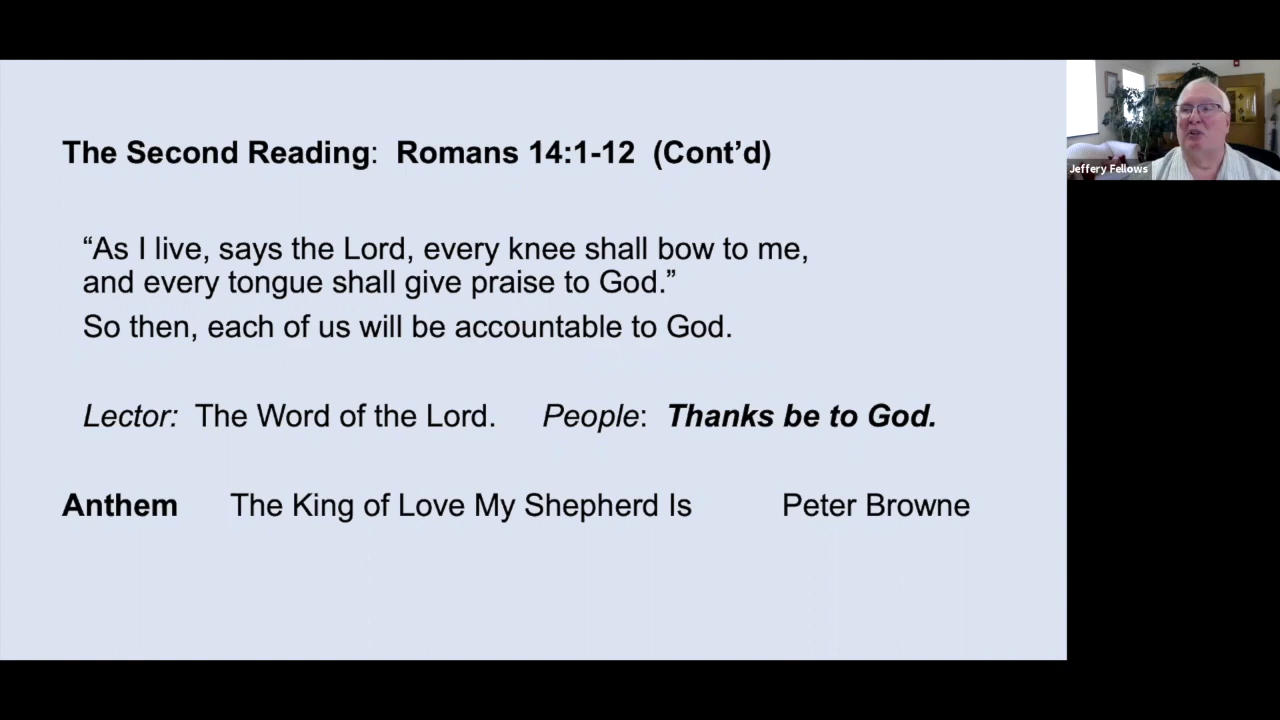 The Second Reading:  Romans 14:1-12  (Cont’d)
“As I live, says the Lord, every knee shall bow to me,
and every tongue shall give praise to God.”
So then, each of us will be accountable to God.
Lector:  The Word of the Lord.     People:  Thanks be to God.
Anthem     The King of Love My Shepherd Is     Peter Browne
Jeffery Fellows